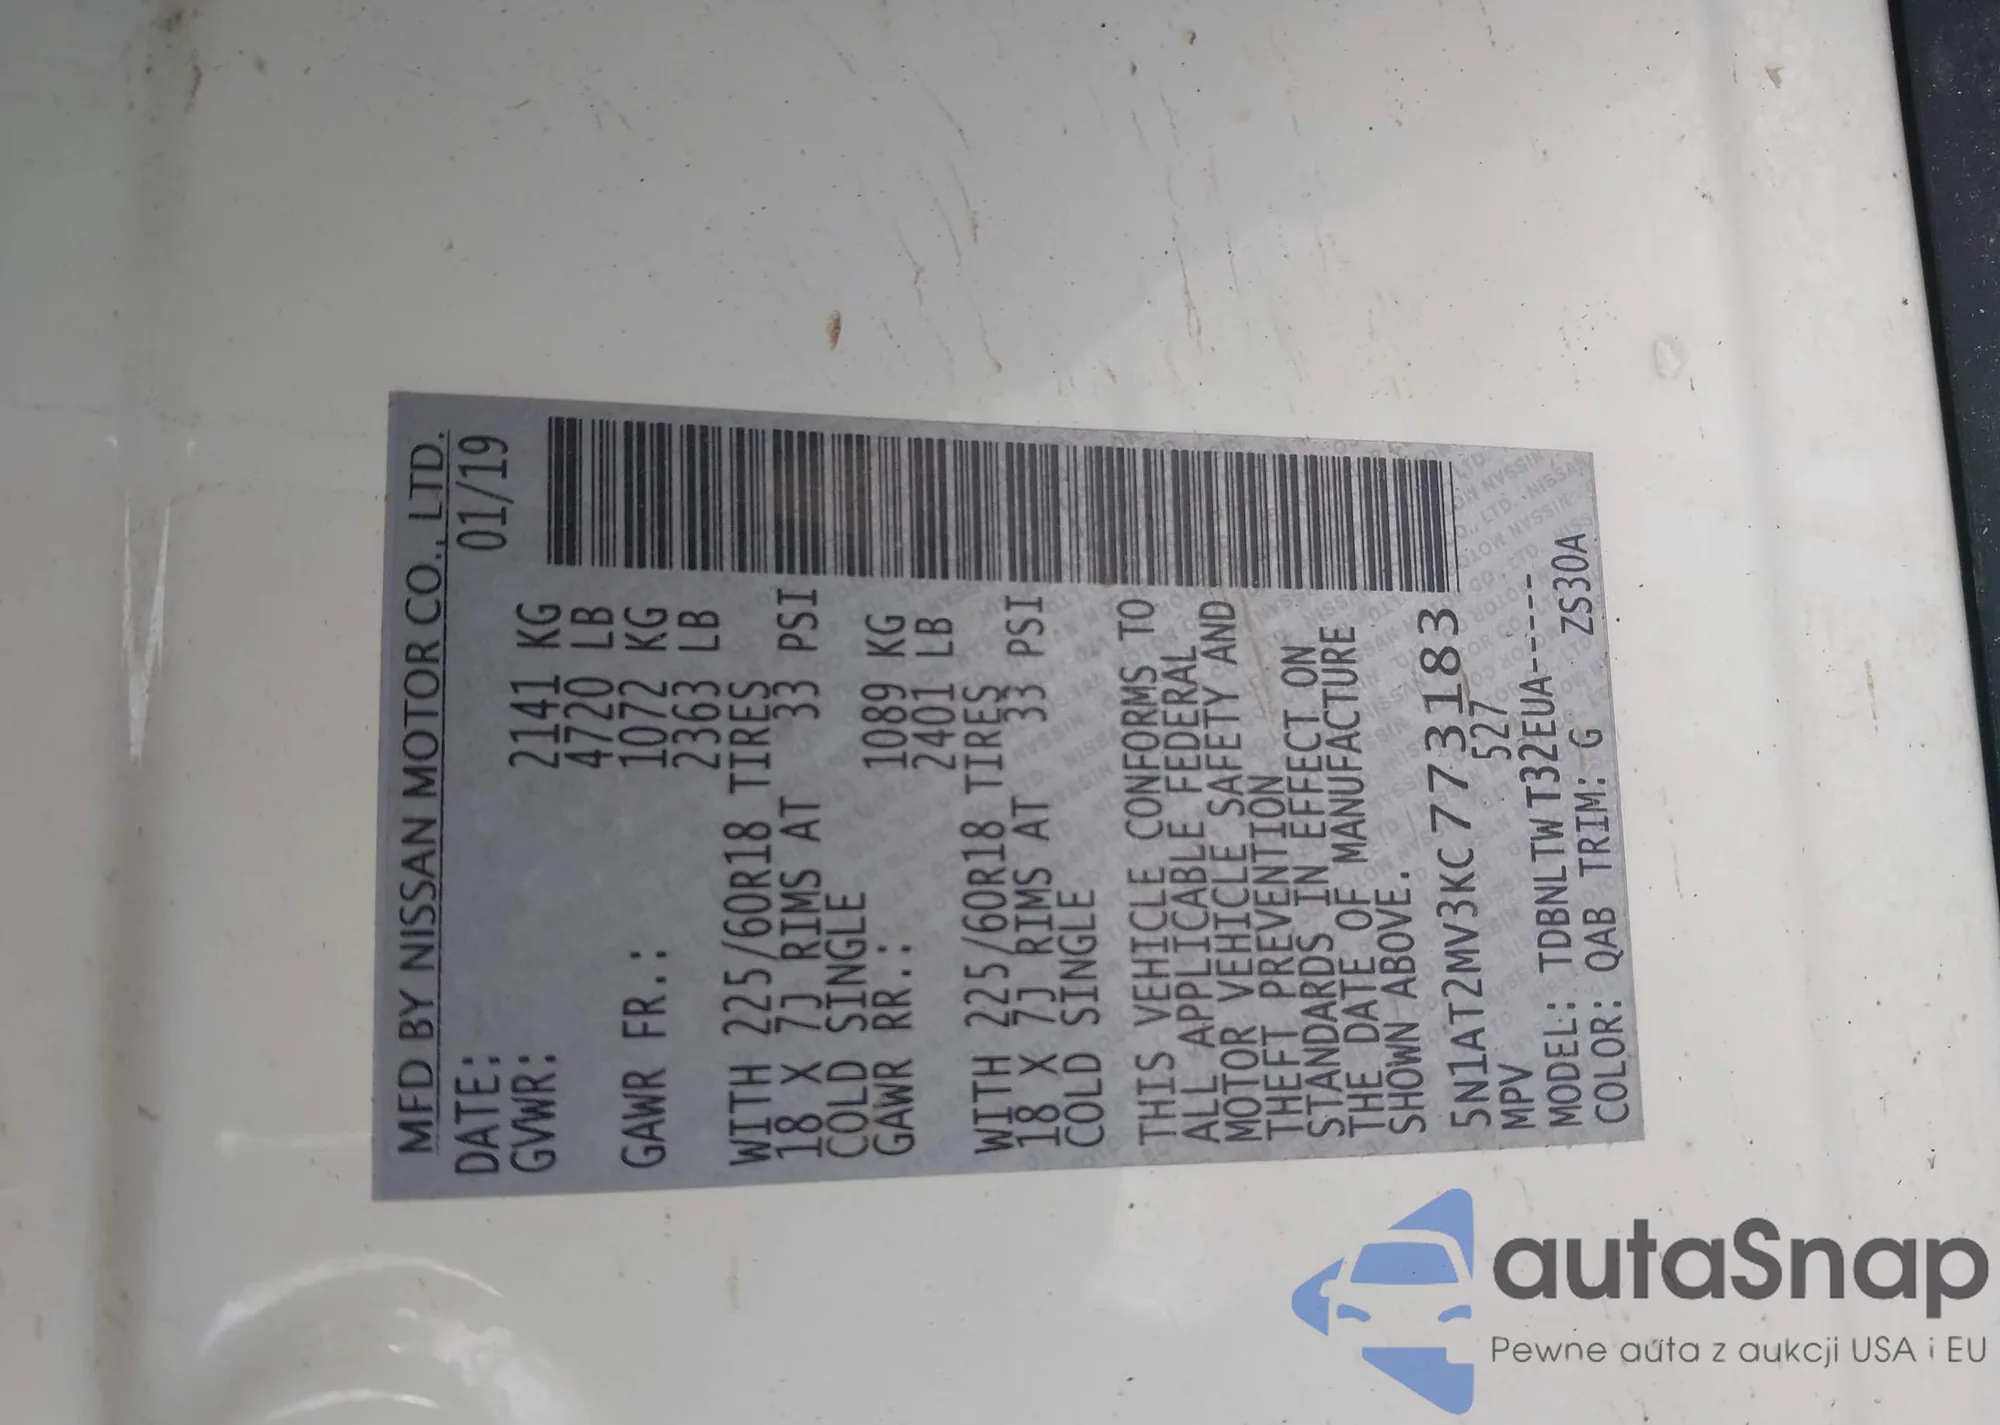 MFD BY NISSAN MOTOR CO., LTD.
DATE: 01/19
GVWR: 2141 KG
4720 LB
GAWR FR.: 1072 KG
2363 LB
WITH 225/60R18 TIRES
18 X 7J RIMS AT 33 PSI
COLD SINGLE
GAWR RR.: 1089 KG
2401 LB
WITH 225/60R18 TIRES
18 X 7J RIMS AT 33 PSI
COLD SINGLE
THIS VEHICLE CONFORMS TO
ALL APPLICABLE FEDERAL
MOTOR VEHICLE SAFETY AND
THEFT PREVENTION
STANDARDS IN EFFECT ON
THE DATE OF MANUFACTURE
SHOWN ABOVE.
5N1AT2MV3KC773183
MPV 527
MODEL: TDBNLTWT32EUA-----
COLOR: QAB TRIM: G ZS30A
autaSnap
Pewne auta z aukcji USA i EU